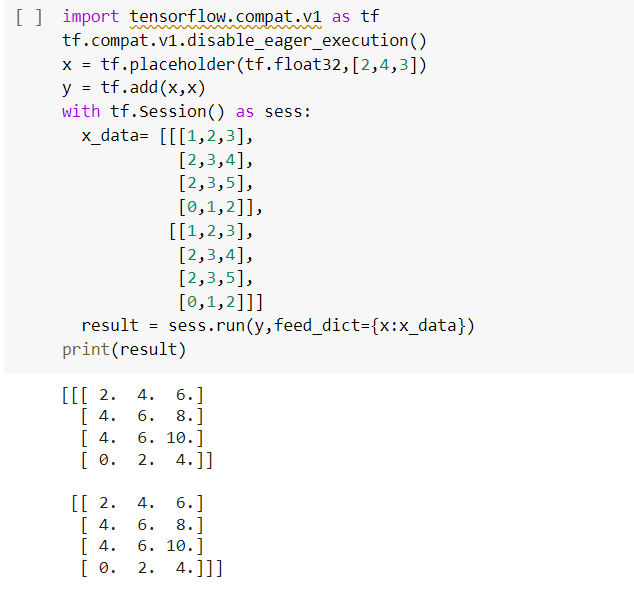 [ ] import tensorflow.compat.v1 as tf
tf.compat.v1.disable_eager_execution()
x = tf.placeholder(tf.float32,[2,4,3])
y = tf.add(x,x)
with tf.Session() as sess:
  x_data= [[[1,2,3],
            [2,3,4],
            [2,3,5],
            [0,1,2]],
           [[1,2,3],
            [2,3,4],
            [2,3,5],
            [0,1,2]]]
  result = sess.run(y,feed_dict={x:x_data})
print(result)
[[[ 2.  4.  6.]
  [ 4.  6.  8.]
  [ 4.  6. 10.]
  [ 0.  2.  4.]]
 [[ 2.  4.  6.]
  [ 4.  6.  8.]
  [ 4.  6. 10.]
  [ 0.  2.  4.]]]